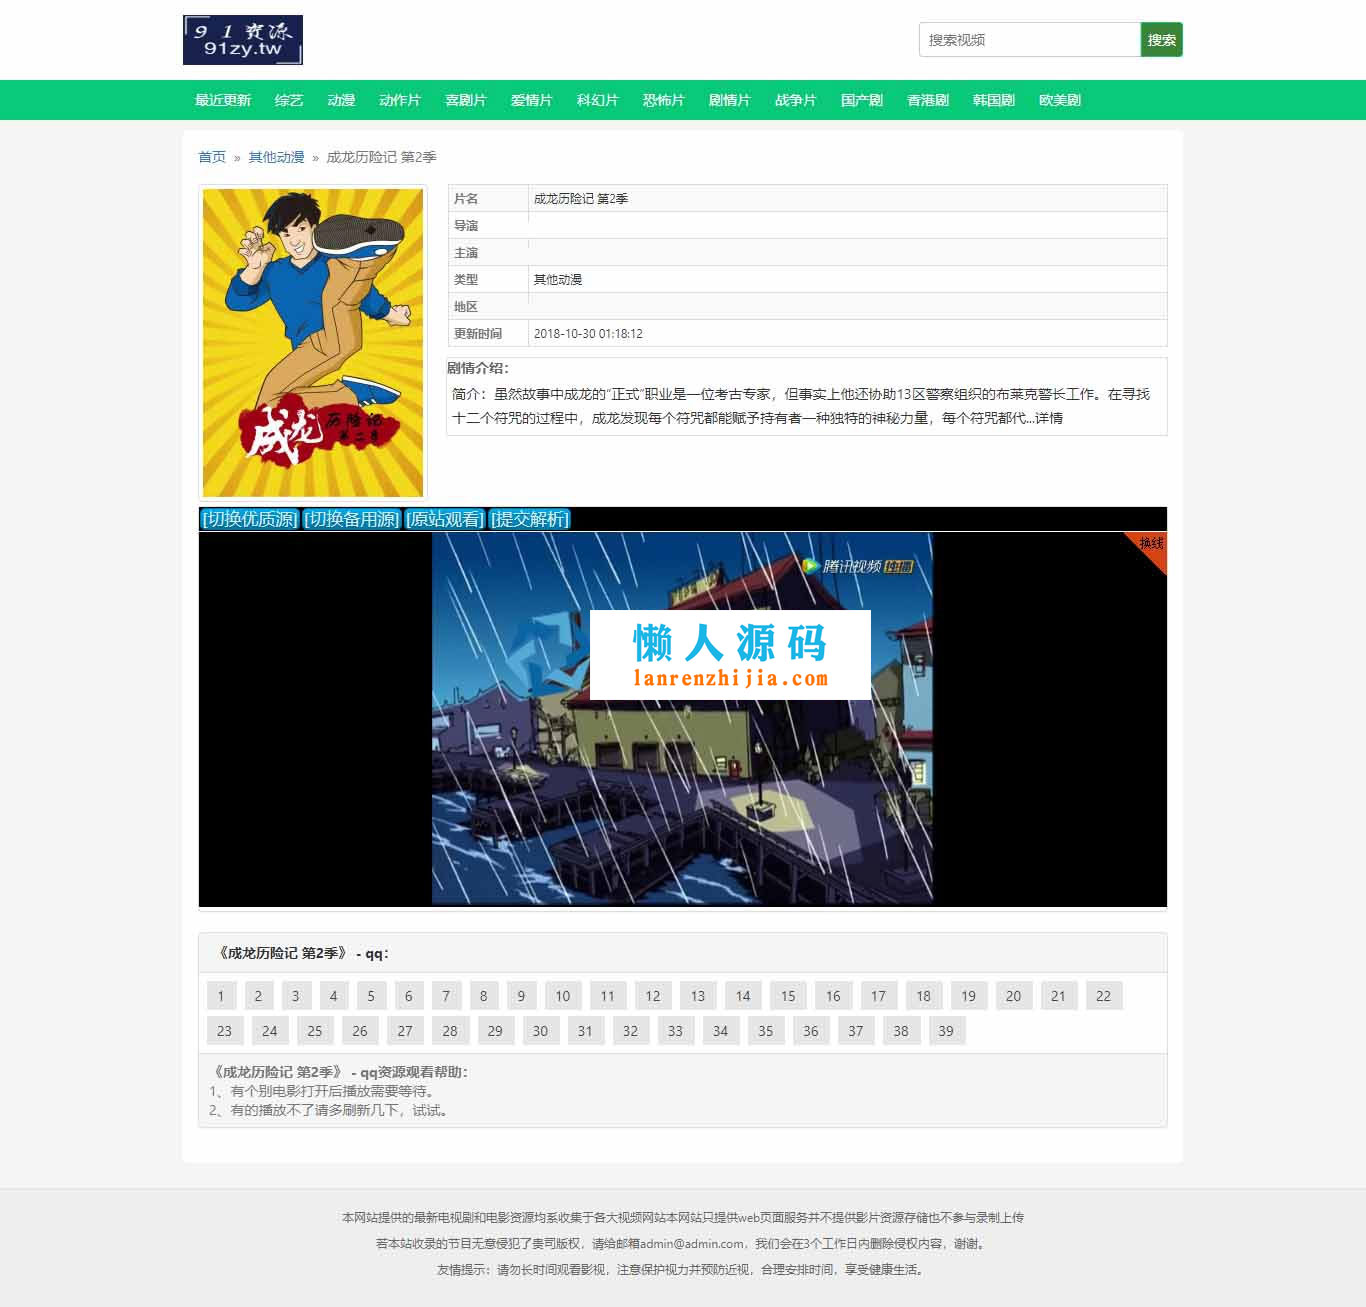 91资源
91zy.tw
搜索视频
搜索
最近更新 综艺 动漫 动作片 喜剧片 爱情片 科幻片 恐怖片 剧情片 战争片 国产剧 香港剧 韩国剧 欧美剧
首页 » 其他动漫 » 成龙历险记 第2季
成龙
历险记
第二季
片名 成龙历险记 第2季
导演
主演
类型 其他动漫
地区
更新时间 2018-10-30 01:18:12
剧情介绍：
简介：虽然故事中成龙的“正式”职业是一位考古专家，但事实上他还协助13区警察组织的布莱克警长工作。在寻找
十二个符咒的过程中，成龙发现每个符咒都能赋予持有者一种独特的神秘力量，每个符咒都代...详情
[切换优质源] [切换备用源] [原站观看] [提交解析]
换线
腾讯视频 独播
懒人源码
lanrenzhijia.com
《成龙历险记 第2季》 - qq：
1 2 3 4 5 6 7 8 9 10 11 12 13 14 15 16 17 18 19 20 21 22
23 24 25 26 27 28 29 30 31 32 33 34 35 36 37 38 39
《成龙历险记 第2季》 - qq资源观看帮助：
1、有个别电影打开后播放需要等待。
2、有的播放不了请多刷新几下，试试。
本网站提供的最新电视剧和电影资源均系收集于各大视频网站本网站只提供web页面服务并不提供影片资源存储也不参与录制上传
若本站收录的节目无意侵犯了贵司版权，请给邮箱admin@admin.com，我们会在3个工作日内删除侵权内容，谢谢。
友情提示：请勿长时间观看影视，注意保护视力并预防近视，合理安排时间，享受健康生活。